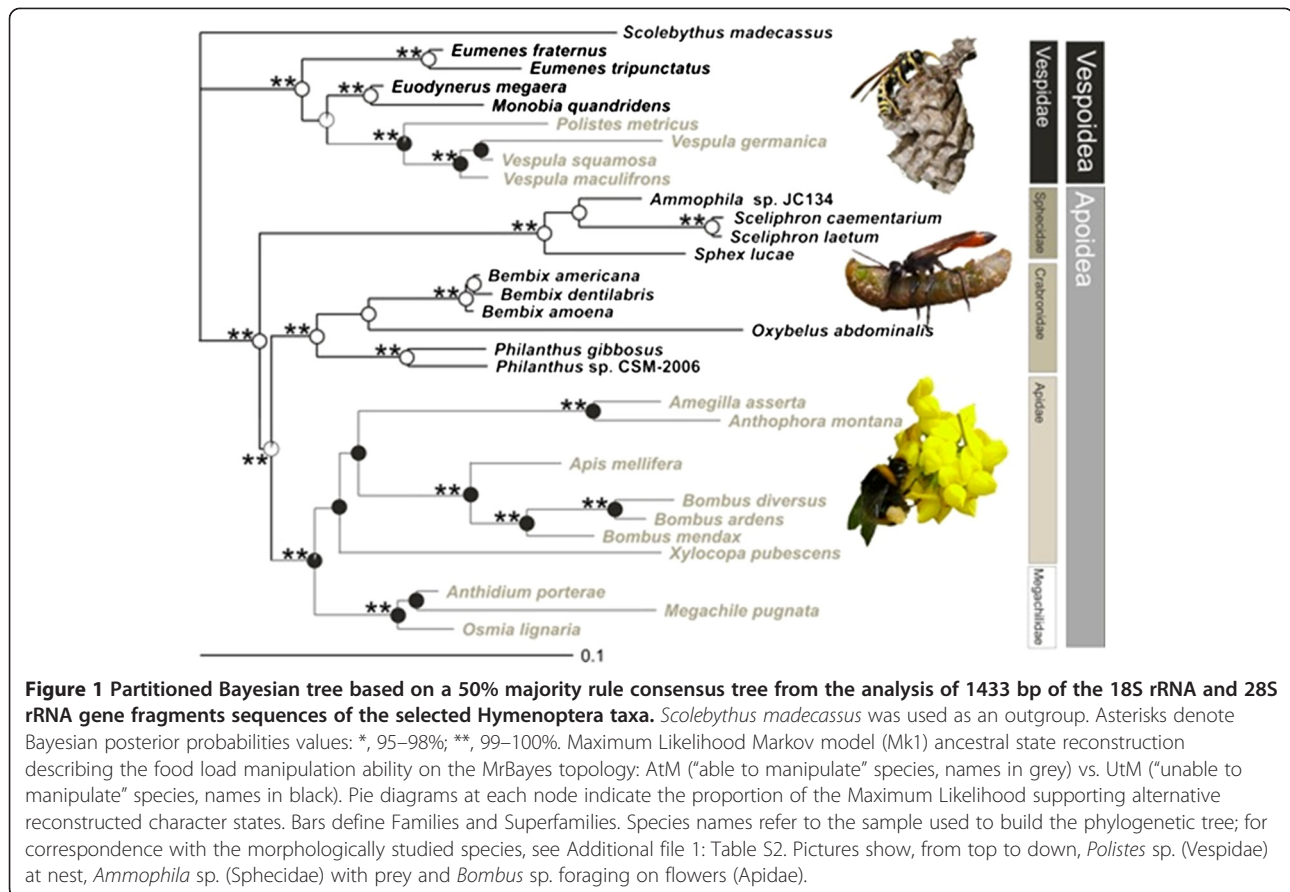 Scolebythus madecassus
** Eumenes fraternus
Eumenes tripunctatus
**
** Euodynerus megaera
Monobia quandridens
Polistes metricus
**
Vespula germanica
** Vespula squamosa
Vespula maculifrons
Ammophila sp. JC134
** Sceliphron caementarium
Sceliphron laetum
**
Sphex lucae
Bembix americana
** Bembix dentilabris
Bembix amoena
** **
Oxybelus abdominalis
** Philanthus gibbosus
Philanthus sp. CSM-2006
** Amegilla asserta
Anthophora montana
**
Apis mellifera
**
** Bombus diversus
Bombus ardens
** Bombus mendax
Xylocopa pubescens
**
Anthidium porterae
** Megachile pugnata
Osmia lignaria
0.1
Vespidae
Sphecidae
Crabronidae
Apidae
Megachilidae
Vespoidea
Apoidea
Figure 1 Partitioned Bayesian tree based on a 50% majority rule consensus tree from the analysis of 1433 bp of the 18S rRNA and 28S
rRNA gene fragments sequences of the selected Hymenoptera taxa. Scolebythus madecassus was used as an outgroup. Asterisks denote
Bayesian posterior probabilities values: *, 95–98%; **, 99–100%. Maximum Likelihood Markov model (Mk1) ancestral state reconstruction
describing the food load manipulation ability on the MrBayes topology: AtM (“able to manipulate” species, names in grey) vs. UtM (“unable to
manipulate” species, names in black). Pie diagrams at each node indicate the proportion of the Maximum Likelihood supporting alternative
reconstructed character states. Bars define Families and Superfamilies. Species names refer to the sample used to build the phylogenetic tree; for
correspondence with the morphologically studied species, see Additional file 1: Table S2. Pictures show, from top to down, Polistes sp. (Vespidae)
at nest, Ammophila sp. (Sphecidae) with prey and Bombus sp. foraging on flowers (Apidae).